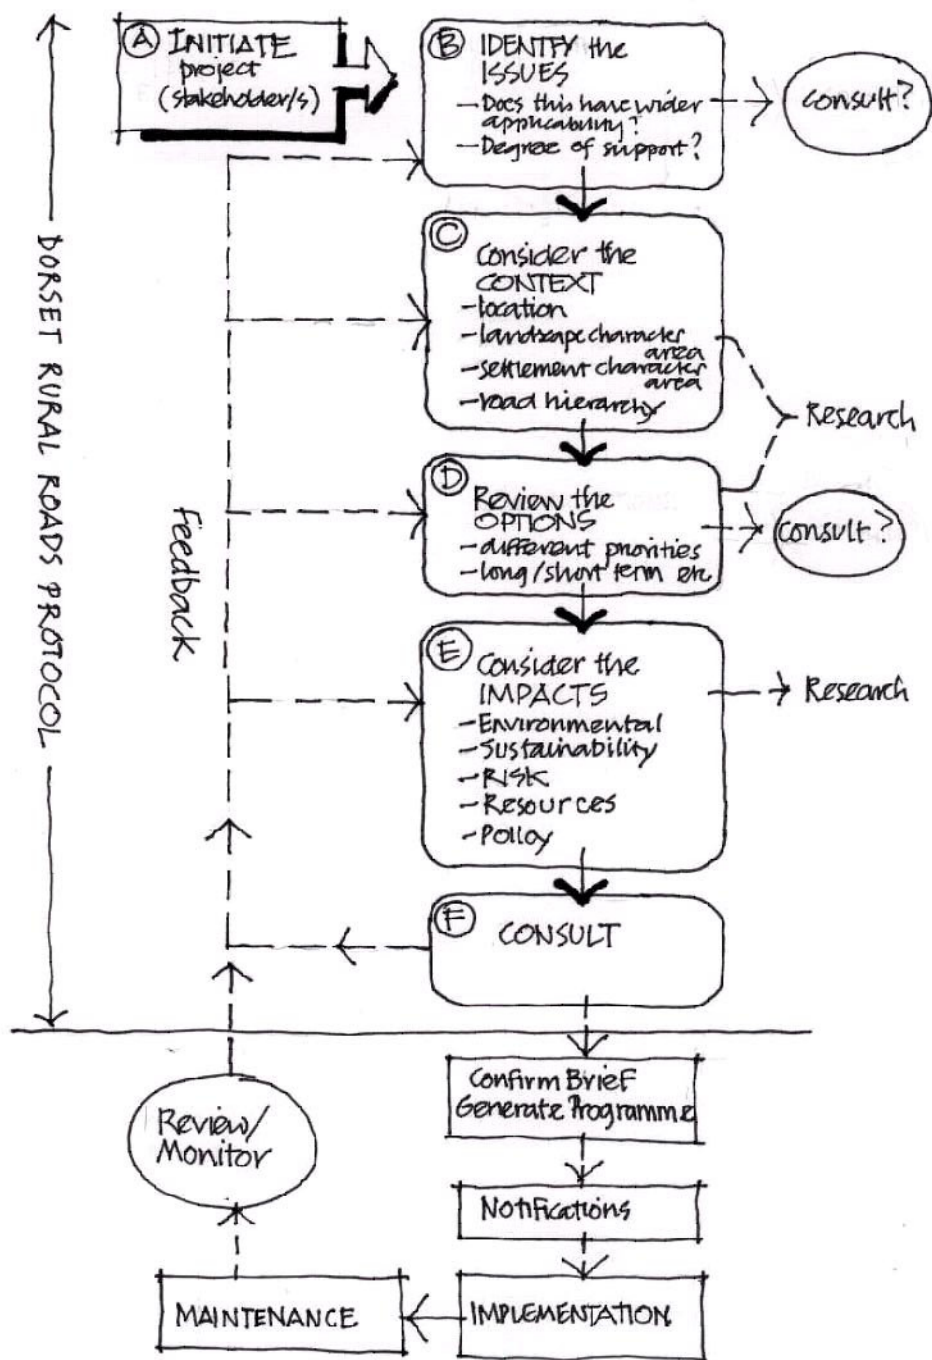 DORSET RURAL ROADS PROTOCOL
A INITIATE
project
(stakeholder/s)
B IDENTIFY the
ISSUES
- Does this have wider
applicability?
- Degree of support?
consult?
C
Consider the
CONTEXT
- location
- landscape character
area
- settlement character
area
- road hierarchy
Research
D
Review the
OPTIONS
- different priorities
- long/short term etc
consult?
Feedback
E Consider the
IMPACTS
- Environmental
- Sustainability
- RISK
- Resources
- Policy
Research
F CONSULT
Confirm Brief
Generate Programme
Review/
Monitor
Notifications
MAINTENANCE
IMPLEMENTATION